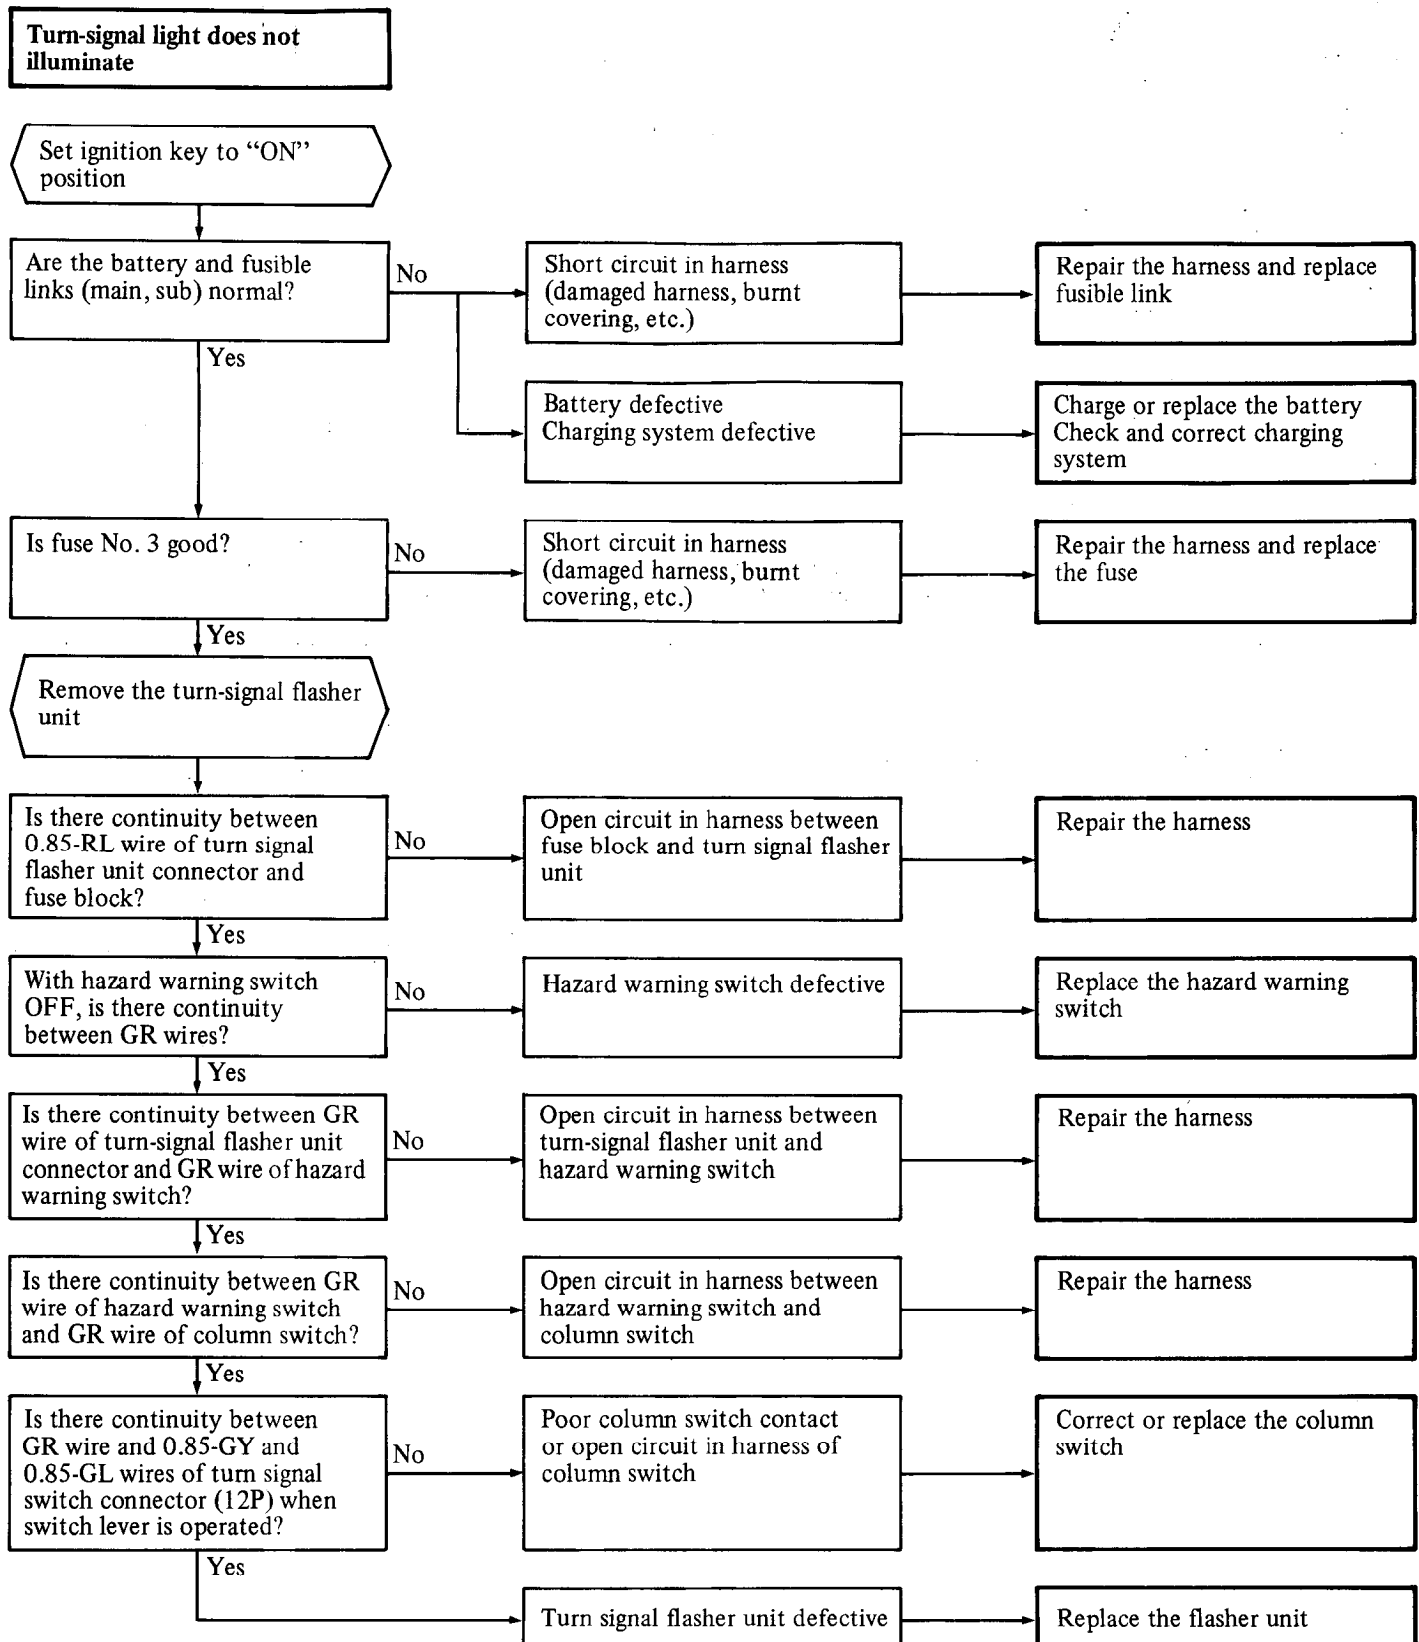 Turn-signal light does not
illuminate
Set ignition key to “ON”
position
Are the battery and fusible
links (main, sub) normal?
No
Short circuit in harness
(damaged harness, burnt
covering, etc.)
Repair the harness and replace
fusible link
Yes
Battery defective
Charging system defective
Charge or replace the battery
Check and correct charging
system
Is fuse No. 3 good?
No
Short circuit in harness
(damaged harness, burnt
covering, etc.)
Repair the harness and replace
the fuse
Yes
Remove the turn-signal flasher
unit
Is there continuity between
0.85-RL wire of turn signal
flasher unit connector and
fuse block?
No
Open circuit in harness between
fuse block and turn signal flasher
unit
Repair the harness
Yes
With hazard warning switch
OFF, is there continuity
between GR wires?
No
Hazard warning switch defective
Replace the hazard warning
switch
Yes
Is there continuity between GR
wire of turn-signal flasher unit
connector and GR wire of hazard
warning switch?
No
Open circuit in harness between
turn-signal flasher unit and
hazard warning switch
Repair the harness
Yes
Is there continuity between GR
wire of hazard warning switch
and GR wire of column switch?
No
Open circuit in harness between
hazard warning switch and
column switch
Repair the harness
Yes
Is there continuity between
GR wire and 0.85-GY and
0.85-GL wires of turn signal
switch connector (12P) when
switch lever is operated?
No
Poor column switch contact
or open circuit in harness of
column switch
Correct or replace the column
switch
Yes
Turn signal flasher unit defective
Replace the flasher unit